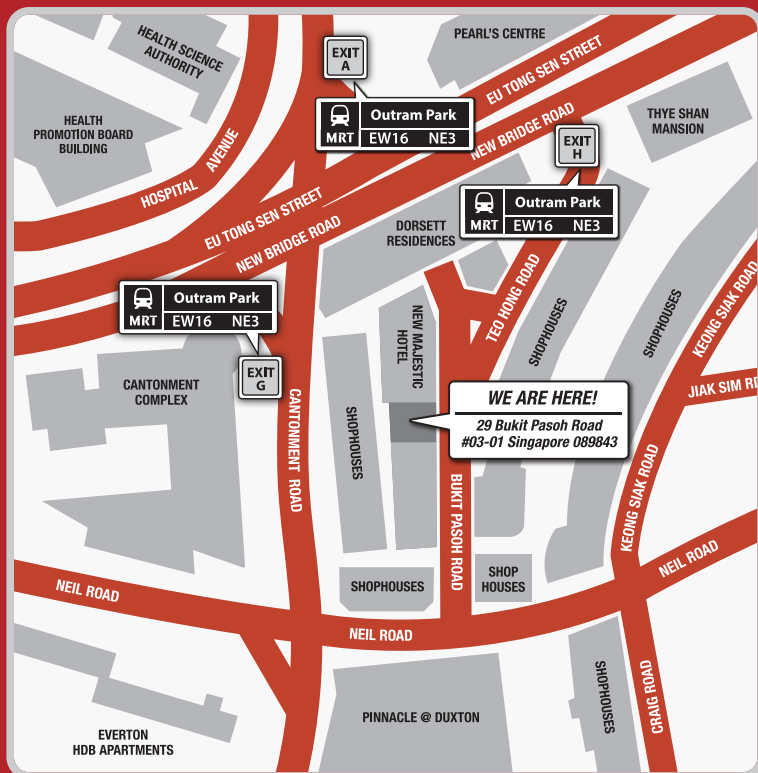 HEALTH SCIENCE
AUTHORITY
PEARL'S CENTRE
EXIT
A
EU TONG SEN STREET
MRT
Outram Park
EW16 NE3
HEALTH
PROMOTION BOARD
BUILDING
THYE SHAN
MANSION
NEW BRIDGE ROAD
EXIT
H
HOSPITAL AVENUE
MRT
Outram Park
EW16 NE3
EU TONG SEN STREET
NEW BRIDGE ROAD
DORSETT
RESIDENCES
MRT
Outram Park
EW16 NE3
EXIT
G
NEW MAJESTIC
HOTEL
TEO HONG ROAD
SHOPHOUSES
SHOPHOUSES
KEONG SIAK ROAD
JIAK SIM RD
CANTONMENT
COMPLEX
CANTONMENT ROAD
SHOPHOUSES
WE ARE HERE!
29 Bukit Pasoh Road
#03-01 Singapore 089843
BUKIT PASOH ROAD
KEONG SIAK ROAD
NEIL ROAD
SHOPHOUSES
SHOP
HOUSES
NEIL ROAD
NEIL ROAD
SHOPHOUSES
CRAIG ROAD
PINNACLE @ DUXTON
EVERTON
HDB APARTMENTS